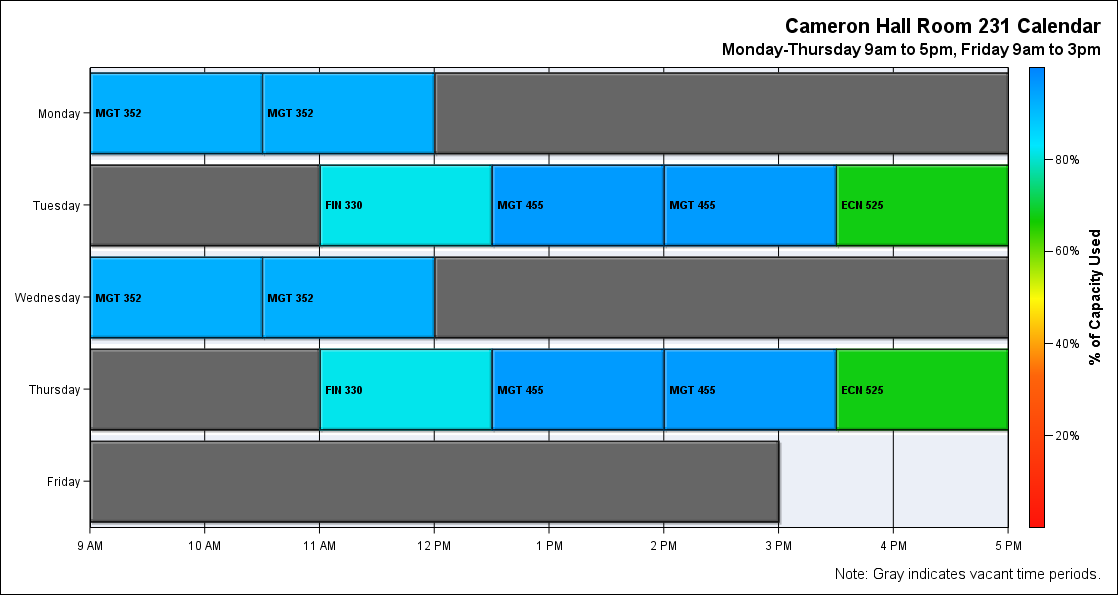 Cameron Hall Room 231 Calendar
Monday-Thursday 9am to 5pm, Friday 9am to 3pm
Monday
MGT 352
MGT 352
Tuesday
FIN 330
MGT 455
MGT 455
ECN 525
Wednesday
MGT 352
MGT 352
Thursday
FIN 330
MGT 455
MGT 455
ECN 525
Friday
9 AM
10 AM
11 AM
12 PM
1 PM
2 PM
3 PM
4 PM
5 PM
80%
60%
40%
20%
% of Capacity Used
Note: Gray indicates vacant time periods.